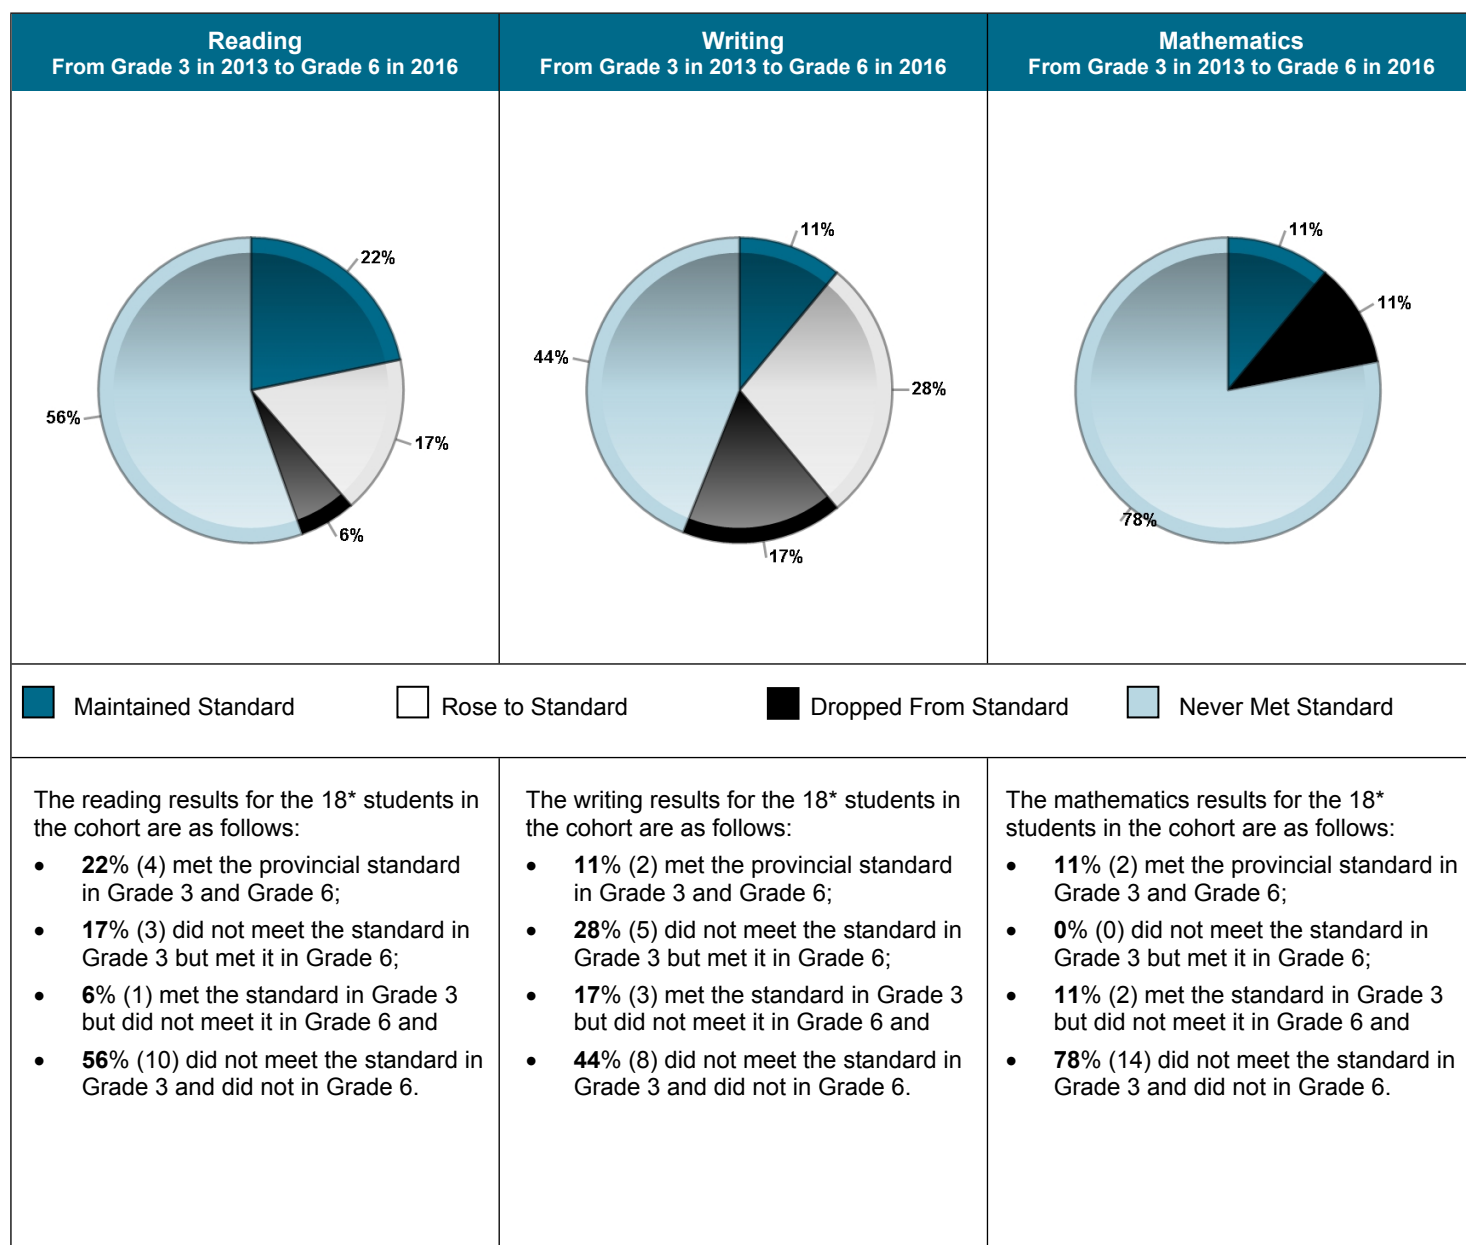 Reading
From Grade 3 in 2013 to Grade 6 in 2016
Writing
From Grade 3 in 2013 to Grade 6 in 2016
Mathematics
From Grade 3 in 2013 to Grade 6 in 2016
22%
17%
6%
56%
11%
28%
17%
44%
11%
11%
78%
Maintained Standard
Rose to Standard
Dropped From Standard
Never Met Standard
The reading results for the 18* students in
the cohort are as follows:
• 22% (4) met the provincial standard
in Grade 3 and Grade 6;
• 17% (3) did not meet the standard in
Grade 3 but met it in Grade 6;
• 6% (1) met the standard in Grade 3
but did not meet it in Grade 6 and
• 56% (10) did not meet the standard in
Grade 3 and did not in Grade 6.
The writing results for the 18* students in
the cohort are as follows:
• 11% (2) met the provincial standard
in Grade 3 and Grade 6;
• 28% (5) did not meet the standard in
Grade 3 but met it in Grade 6;
• 17% (3) met the standard in Grade 3
but did not meet it in Grade 6 and
• 44% (8) did not meet the standard in
Grade 3 and did not in Grade 6.
The mathematics results for the 18*
students in the cohort are as follows:
• 11% (2) met the provincial standard in
Grade 3 and Grade 6;
• 0% (0) did not meet the standard in
Grade 3 but met it in Grade 6;
• 11% (2) met the standard in Grade 3
but did not meet it in Grade 6 and
• 78% (14) did not meet the standard in
Grade 3 and did not in Grade 6.